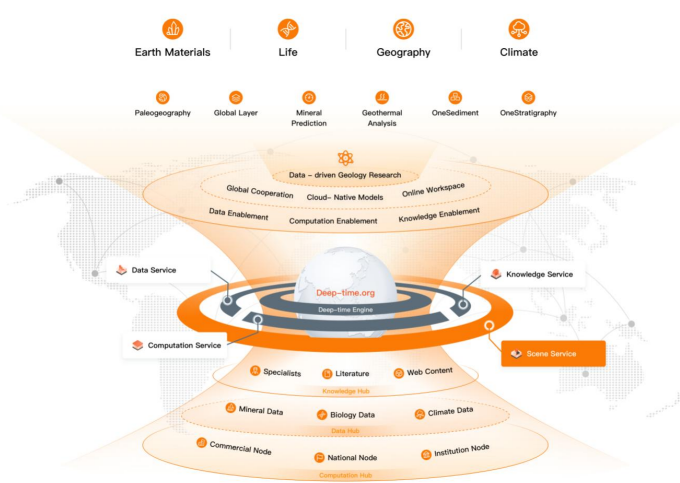 Earth Materials
Life
Geography
Climate
Paleogeography
Global Layer
Mineral
Prediction
Geothermal
Analysis
OneSediment
OneStratigraphy
Data - driven Geology Research
Global Cooperation
Cloud- Native Models
Online Workspace
Data Enablement
Computation Enablement
Knowledge Enablement
Data Service
Knowledge Service
Deep-time.org
Deep-time Engine
Computation Service
Scene Service
Specialists
Literature
Web Content
Knowledge Hub
Mineral Data
Biology Data
Climate Data
Data Hub
Commercial Node
National Node
Institution Node
Computation Hub